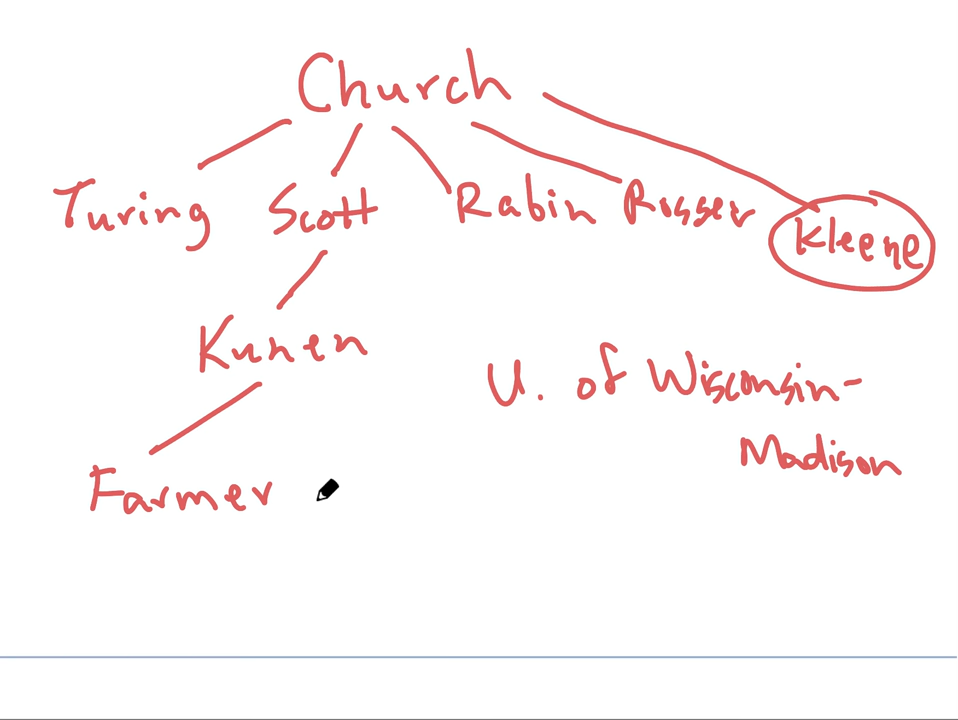 Church
Turing Scott Rabin Rosser Kleene
Kunen
U. of Wisconsin-
Madison
Farmer